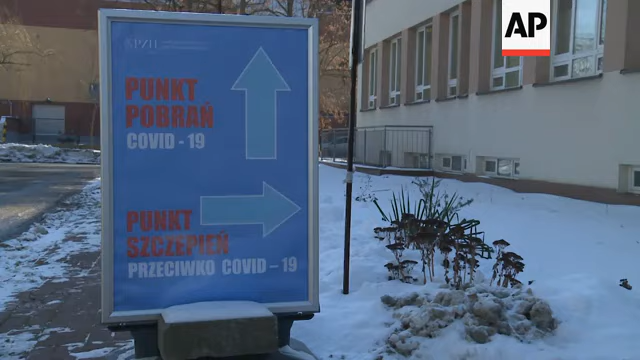 AP
PUNKT
POBRAŃ
COVID - 19
PUNKT
SZCZEPIEŃ
PRZECIWKO COVID – 19